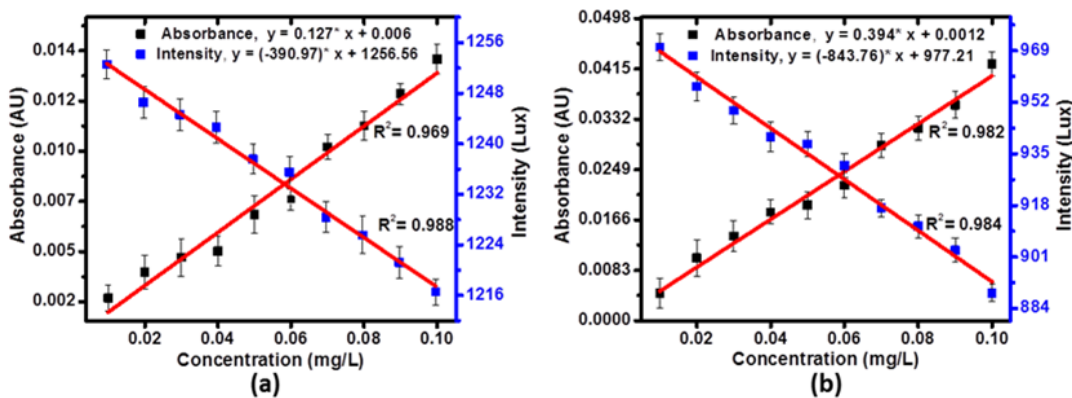 Absorbance, y = 0.127* x + 0.006
Intensity, y = (-390.97)* x + 1256.56
R²= 0.969
R²= 0.988
Absorbance (AU)
0.014
0.012
0.010
0.007
0.005
0.002
Intensity (Lux)
1256
1248
1240
1232
1224
1216
0.02 0.04 0.06 0.08 0.10
Concentration (mg/L)
(a)
Absorbance, y = 0.394* x + 0.0012
Intensity, y = (-843.76)* x + 977.21
R²= 0.982
R²= 0.984
Absorbance (AU)
0.0498
0.0415
0.0332
0.0249
0.0166
0.0083
0.0000
Intensity (Lux)
969
952
935
918
901
884
0.02 0.04 0.06 0.08 0.10
Concentration (mg/L)
(b)